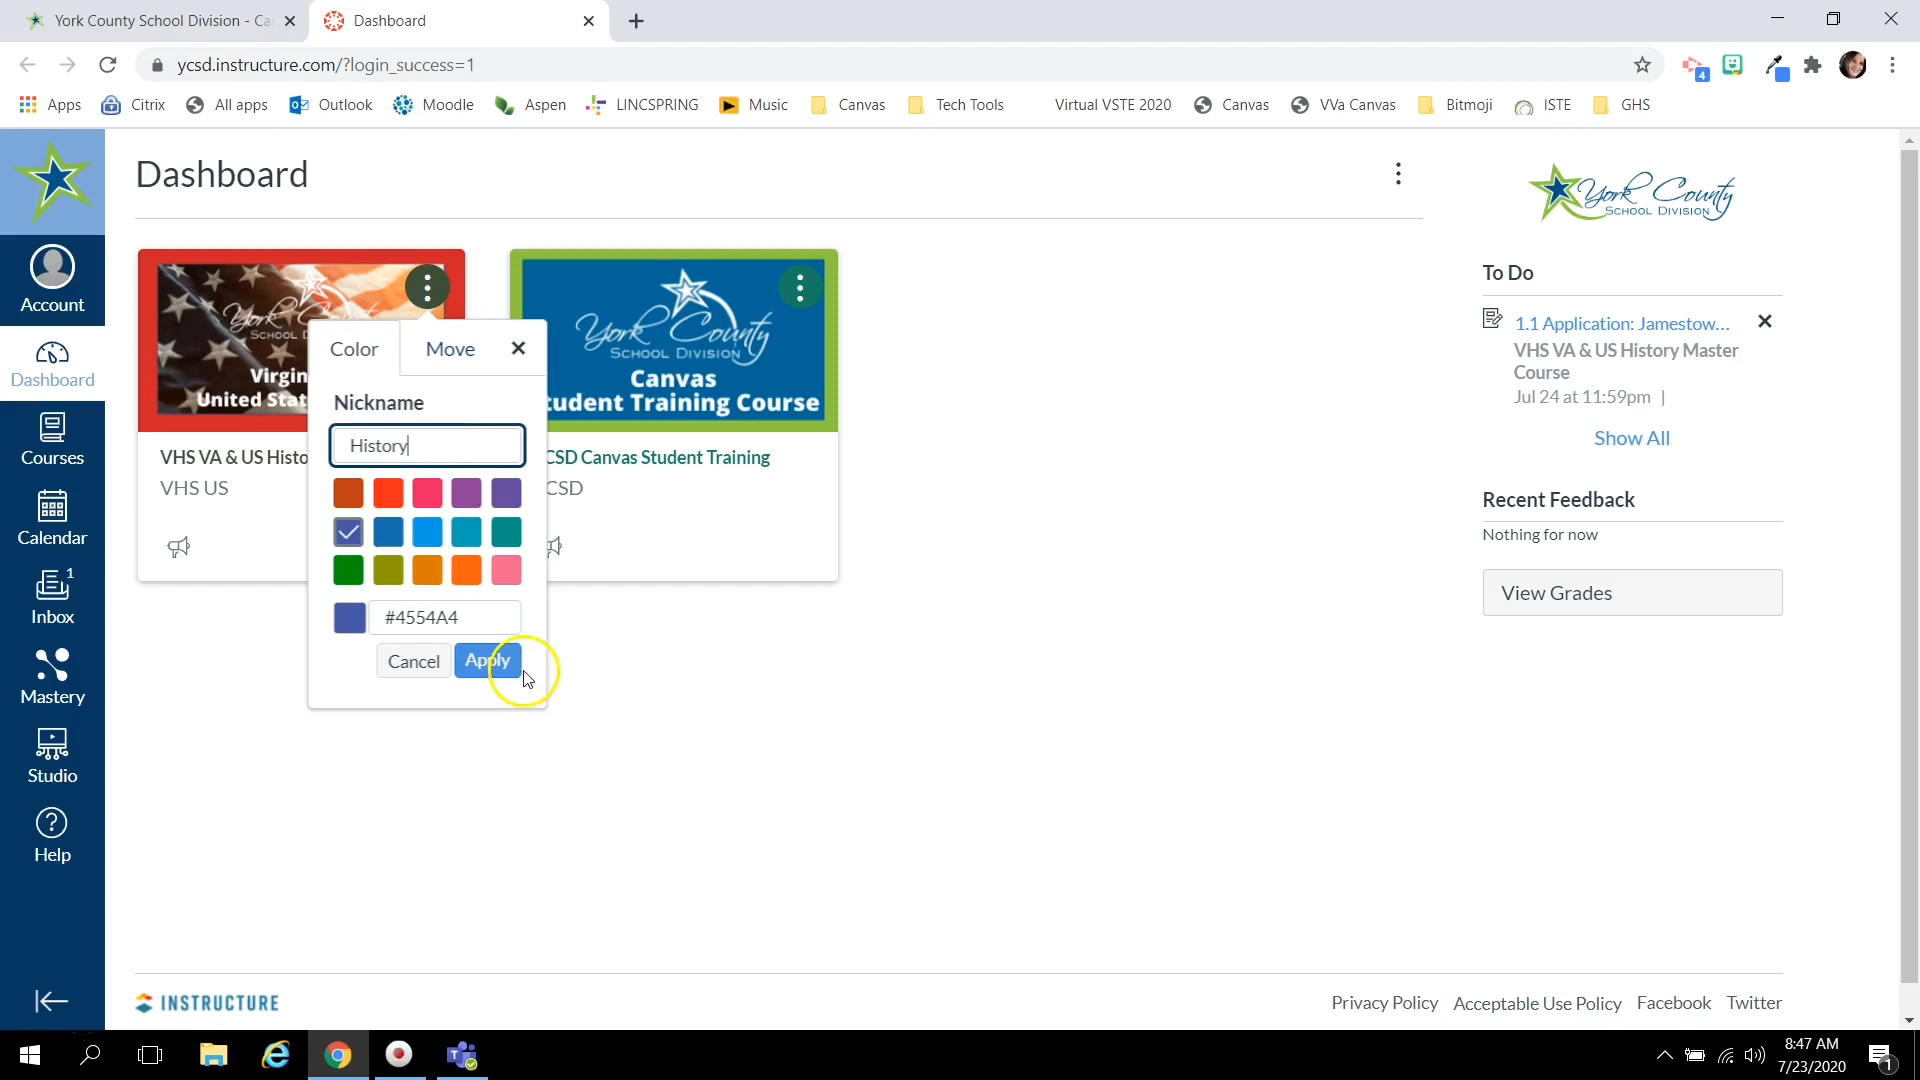 York County School Division - Ca
Dashboard
ycsd.instructure.com/?login_success=1
4
Apps
Citrix
All apps
Outlook
Moodle
Aspen
LINCSPRING
Music
Canvas
Tech Tools
Virtual VSTE 2020
Canvas
VVa Canvas
Bitmoji
ISTE
GHS
Account
Dashboard
Courses
Calendar
1
Inbox
Mastery
Studio
Help
Dashboard
York County
Virgin
United Stat
VHS VA & US Histo
VHS US
Color
Move
Nickname
History
#4554A4
Cancel
Apply
York County
SCHOOL DIVISION
Canvas
tudent Training Course
CSD Canvas Student Training
CSD
York County
SCHOOL DIVISION
To Do
1.1 Application: Jamestow...
VHS VA & US History Master
Course
Jul 24 at 11:59pm |
Show All
Recent Feedback
Nothing for now
View Grades
INSTRUCTURE
Privacy Policy
Acceptable Use Policy
Facebook
Twitter
8:47 AM
7/23/2020
1